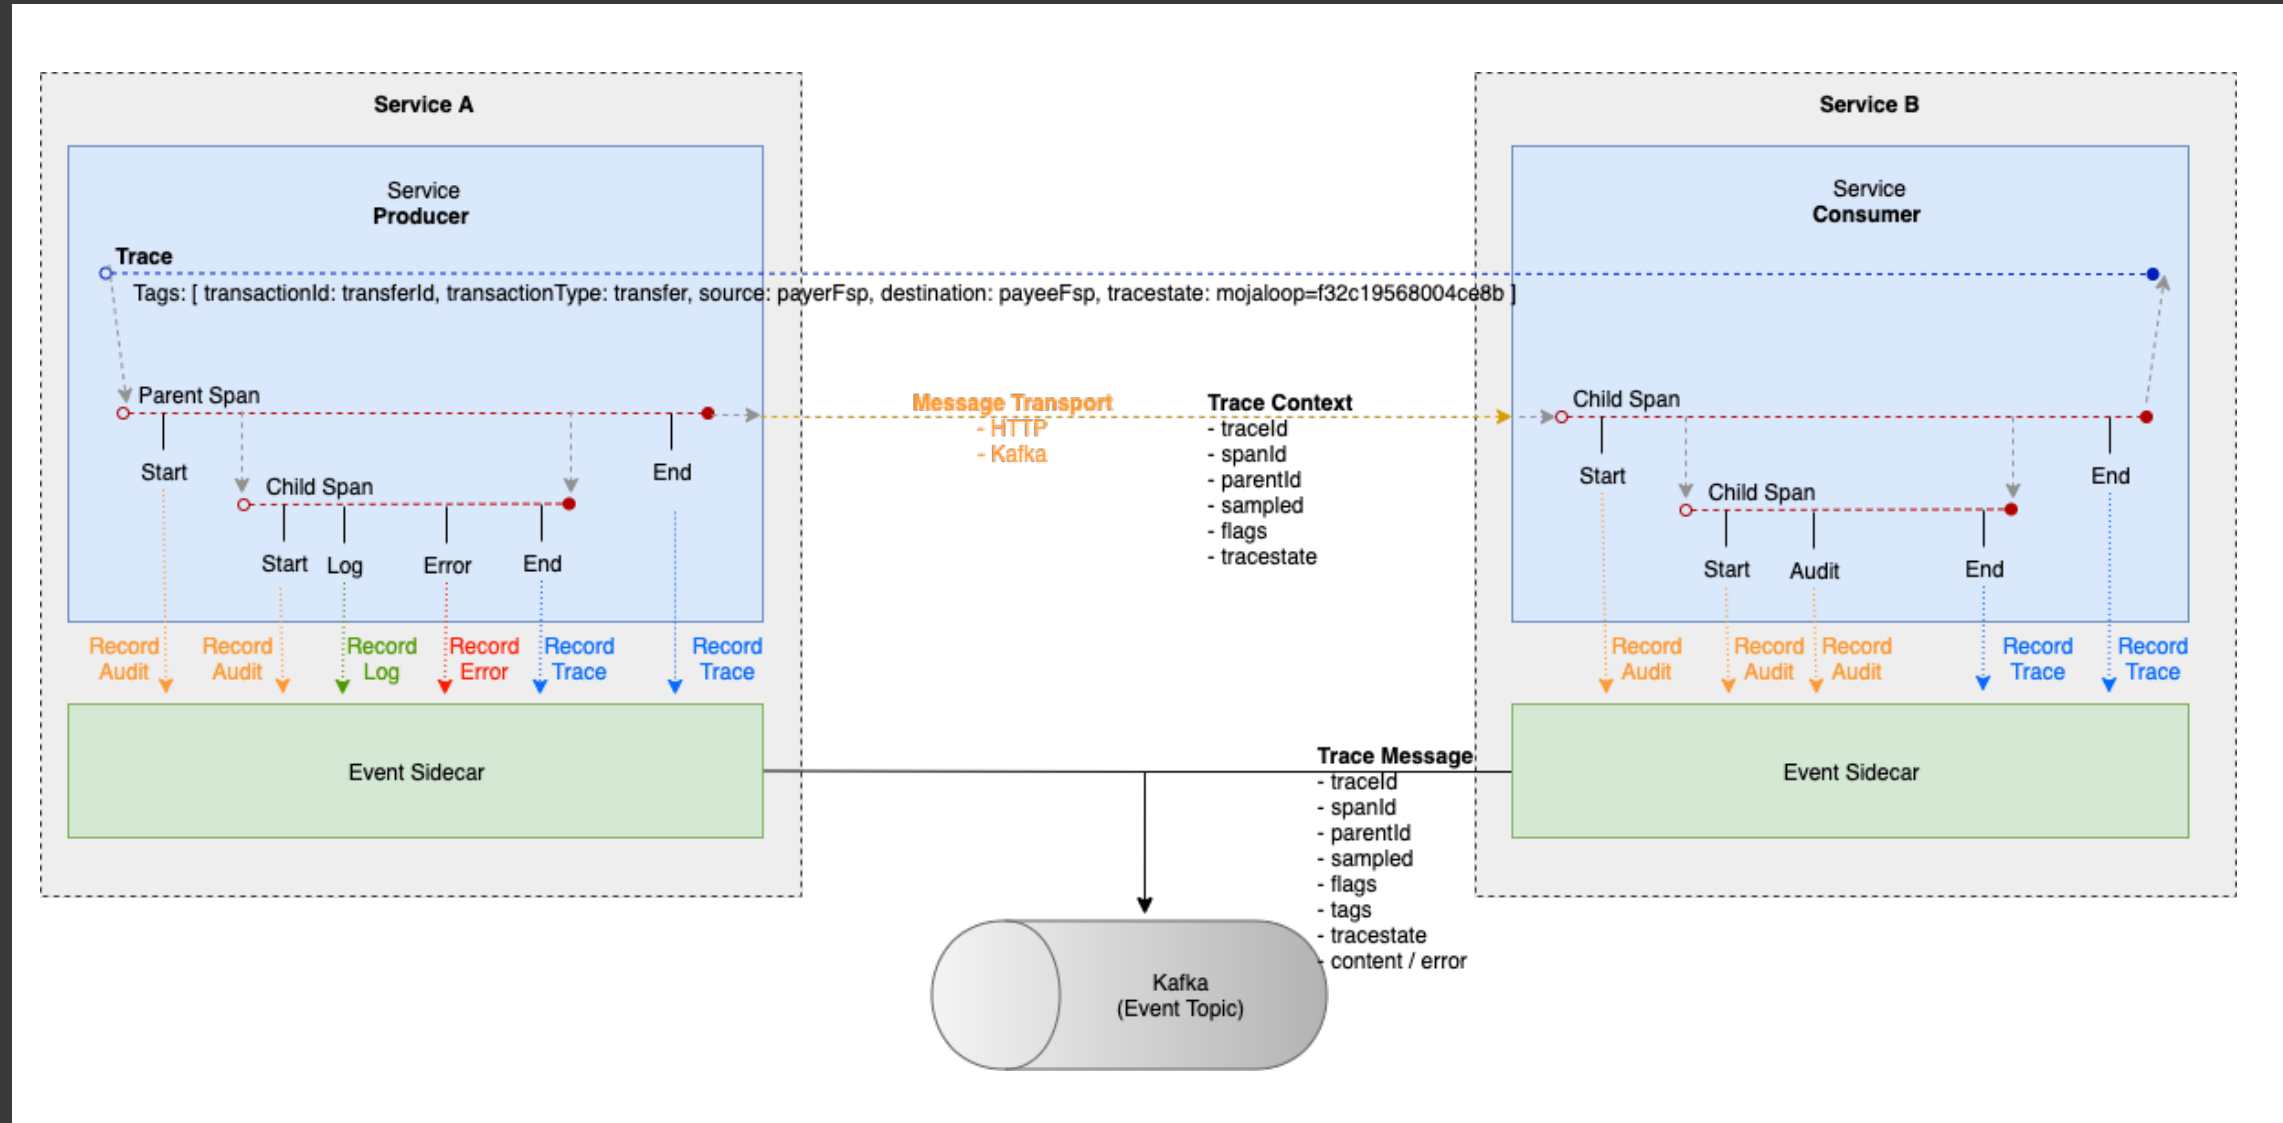 Service A
Service
Producer
Trace
Tags: [ transactionId: transferId, transactionType: transfer, source: payerFsp, destination: payeeFsp, tracestate: mojaloop=f32c19568004ce8b ]
Parent Span
Start
End
Child Span
Start
Log
Error
End
Record
Audit
Record
Audit
Record
Log
Record
Error
Record
Trace
Record
Trace
Event Sidecar
Message Transport
- HTTP
- Kafka
Trace Context
- traceId
- spanId
- parentId
- sampled
- flags
- tracestate
Service B
Service
Consumer
Child Span
Start
End
Child Span
Start
Audit
End
Record
Audit
Record
Audit
Record
Audit
Record
Trace
Record
Trace
Event Sidecar
Trace Message
- traceId
- spanId
- parentId
- sampled
- flags
- tags
- tracestate
- content / error
Kafka
(Event Topic)